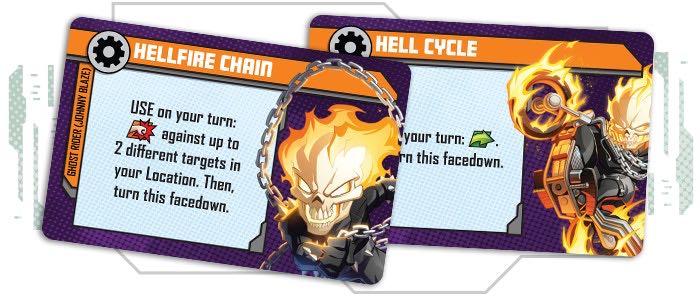 HELLFIRE CHAIN
GHOST RIDER (JOHNNY BLAZE)
USE on your turn:
against up to
2 different targets in
your Location. Then,
turn this facedown.
HELL CYCLE
your turn: .
this facedown.